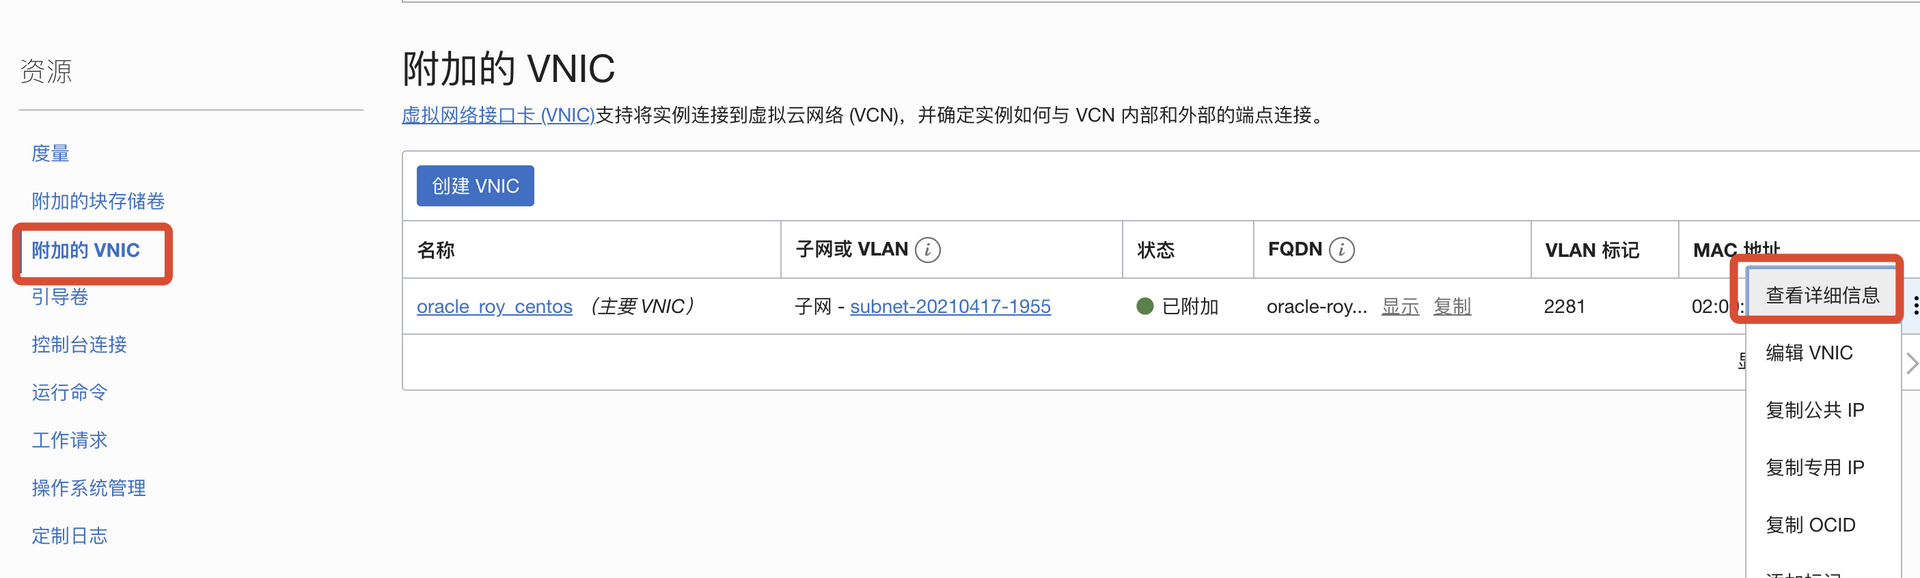 资源
度量
附加的块存储卷
附加的 VNIC
引导卷
控制台连接
运行命令
工作请求
操作系统管理
定制日志
附加的 VNIC
虚拟网络接口卡 (VNIC)支持将实例连接到虚拟云网络 (VCN)，并确定实例如何与 VCN 内部和外部的端点连接。
创建 VNIC
名称 子网或 VLAN 状态 FQDN VLAN 标记 MAC 地址
oracle_roy_centos （主要 VNIC） 子网 - subnet-20210417-1955 已附加 oracle-roy... 显示 复制 2281
查看详细信息
编辑 VNIC
复制公共 IP
复制专用 IP
复制 OCID